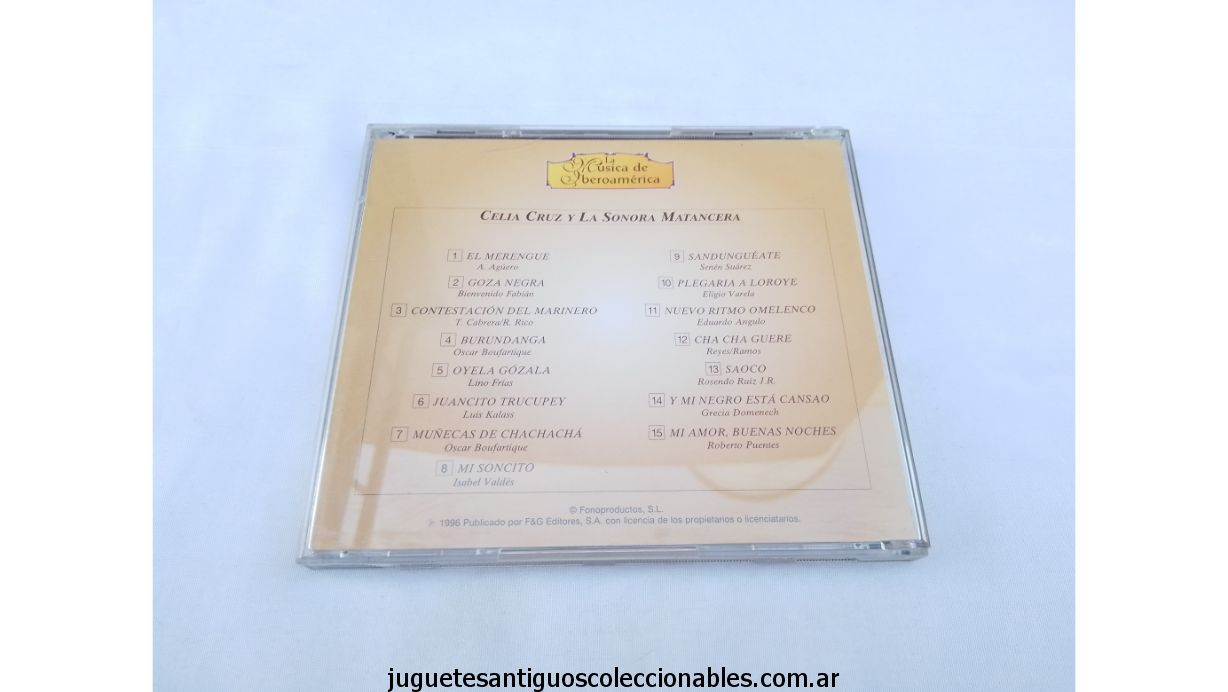 La
Música de
Iberoamérica
CELIA CRUZ Y LA SONORA MATANCERA
1 EL MERENGUE
A. Agüero
2 GOZA NEGRA
Bienvenido Fabián
3 CONTESTACIÓN DEL MARINERO
T. Cabrera/R. Rico
4 BURUNDANGA
Oscar Boufartique
5 OYELA GÓZALA
Lino Frías
6 JUANCITO TRUCUPEY
Luis Kalass
7 MUÑECAS DE CHACHACHÁ
Oscar Boufartique
8 MI SONCITO
Isabel Valdés
9 SANDUNGUÉATE
Senén Suárez
10 PLEGARIA A LOROYE
Eligio Varela
11 NUEVO RITMO OMELENCO
Eduardo Angulo
12 CHA CHA GUERE
Reyes/Ramos
13 SAOCO
Rosendo Ruiz J.R.
14 Y MI NEGRO ESTÁ CANSAO
Grecia Domenech
15 MI AMOR, BUENAS NOCHES
Roberto Puentes
© Fonoproductos, S.L.
℗ 1996 Publicado por F&G Editores, S.A. con licencia de los propietarios o licenciatarios.
juguetesantiguoscoleccionables.com.ar